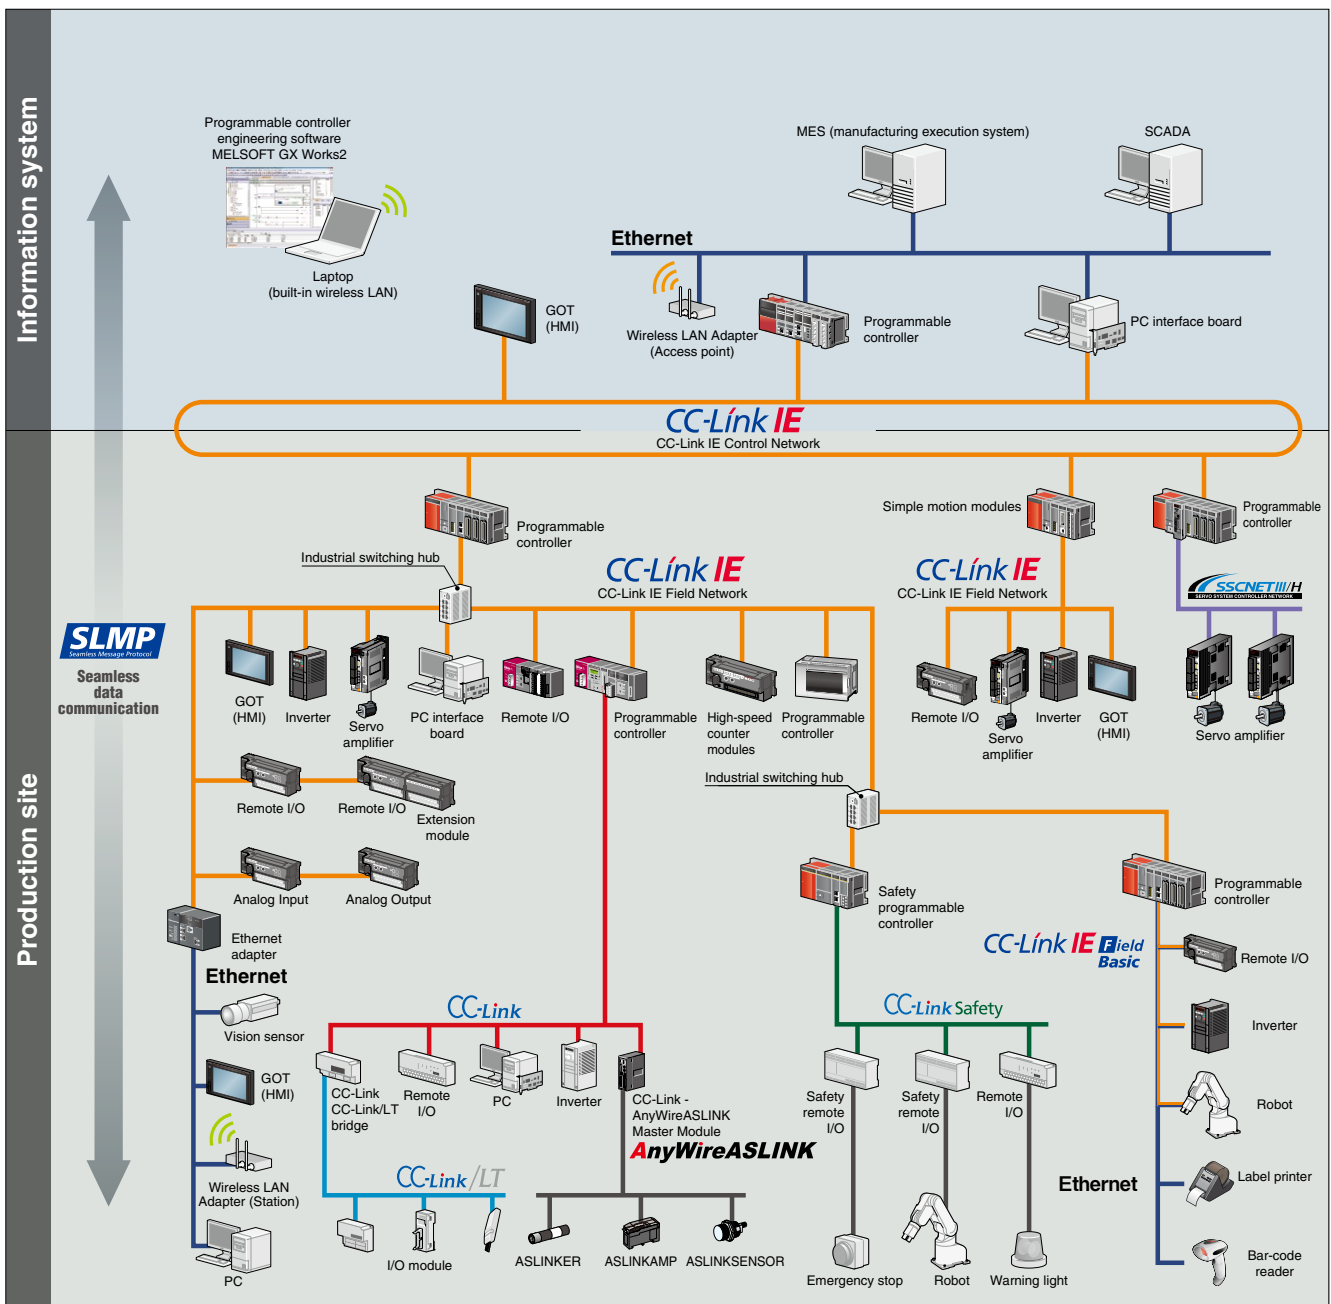 Information system
Programmable controller
engineering software
MELSOFT GX Works2
Laptop
(built-in wireless LAN)
MES (manufacturing execution system)
SCADA
Ethernet
GOT
(HMI)
Wireless LAN Adapter
(Access point)
Programmable
controller
PC interface board
CC-Link IE
CC-Link IE Control Network
Production site
SLMP
Seamless Message Protocol
Seamless
data
communication
Programmable
controller
Simple motion modules
Programmable
controller
Industrial switching hub
CC-Link IE
CC-Link IE Field Network
CC-Link IE
CC-Link IE Field Network
SSCNETIII/H
SERVO SYSTEM CONTROLLER NETWORK
GOT
(HMI)
Inverter
Servo
amplifier
PC interface
board
Remote I/O
Programmable
controller
High-speed
counter
modules
Programmable
controller
Remote I/O
Servo
amplifier
Inverter
GOT
(HMI)
Servo amplifier
Industrial switching hub
Remote I/O
Remote I/O
Extension
module
Analog Input
Analog Output
Safety
programmable
controller
Programmable
controller
Ethernet
adapter
Ethernet
CC-Link IE Field
Basic
Remote I/O
Vision sensor
CC-Link
CC-Link Safety
Inverter
GOT
(HMI)
CC-Link
CC-Link/LT
bridge
Remote
I/O
PC
Inverter
CC-Link -
AnyWireASLINK
Master Module
AnyWireASLINK
Safety
remote
I/O
Safety
remote
I/O
Remote
I/O
Robot
Wireless LAN
Adapter (Station)
CC-Link/LT
Ethernet
Label printer
PC
I/O module
ASLINKER
ASLINKAMP
ASLINKSENSOR
Emergency stop
Robot
Warning light
Bar-code
reader